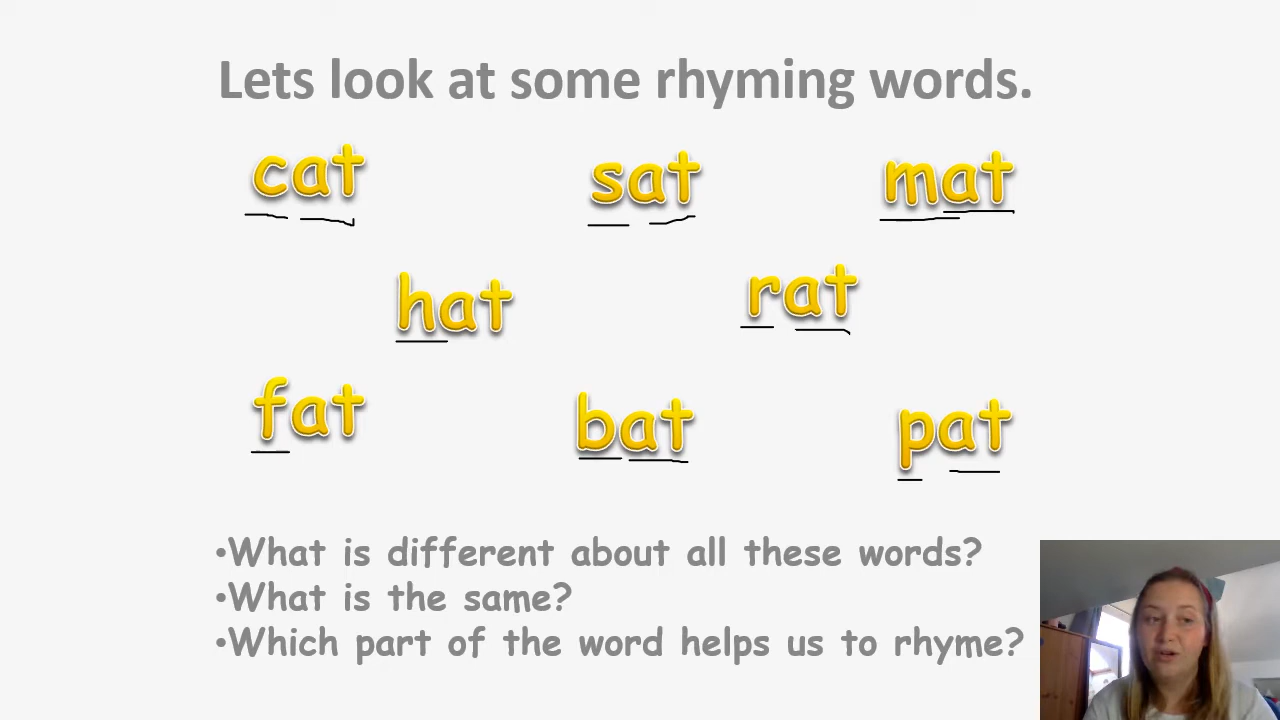 Lets look at some rhyming words.
cat sat mat
hat rat
fat bat pat
•What is different about all these words?
•What is the same?
•Which part of the word helps us to rhyme?